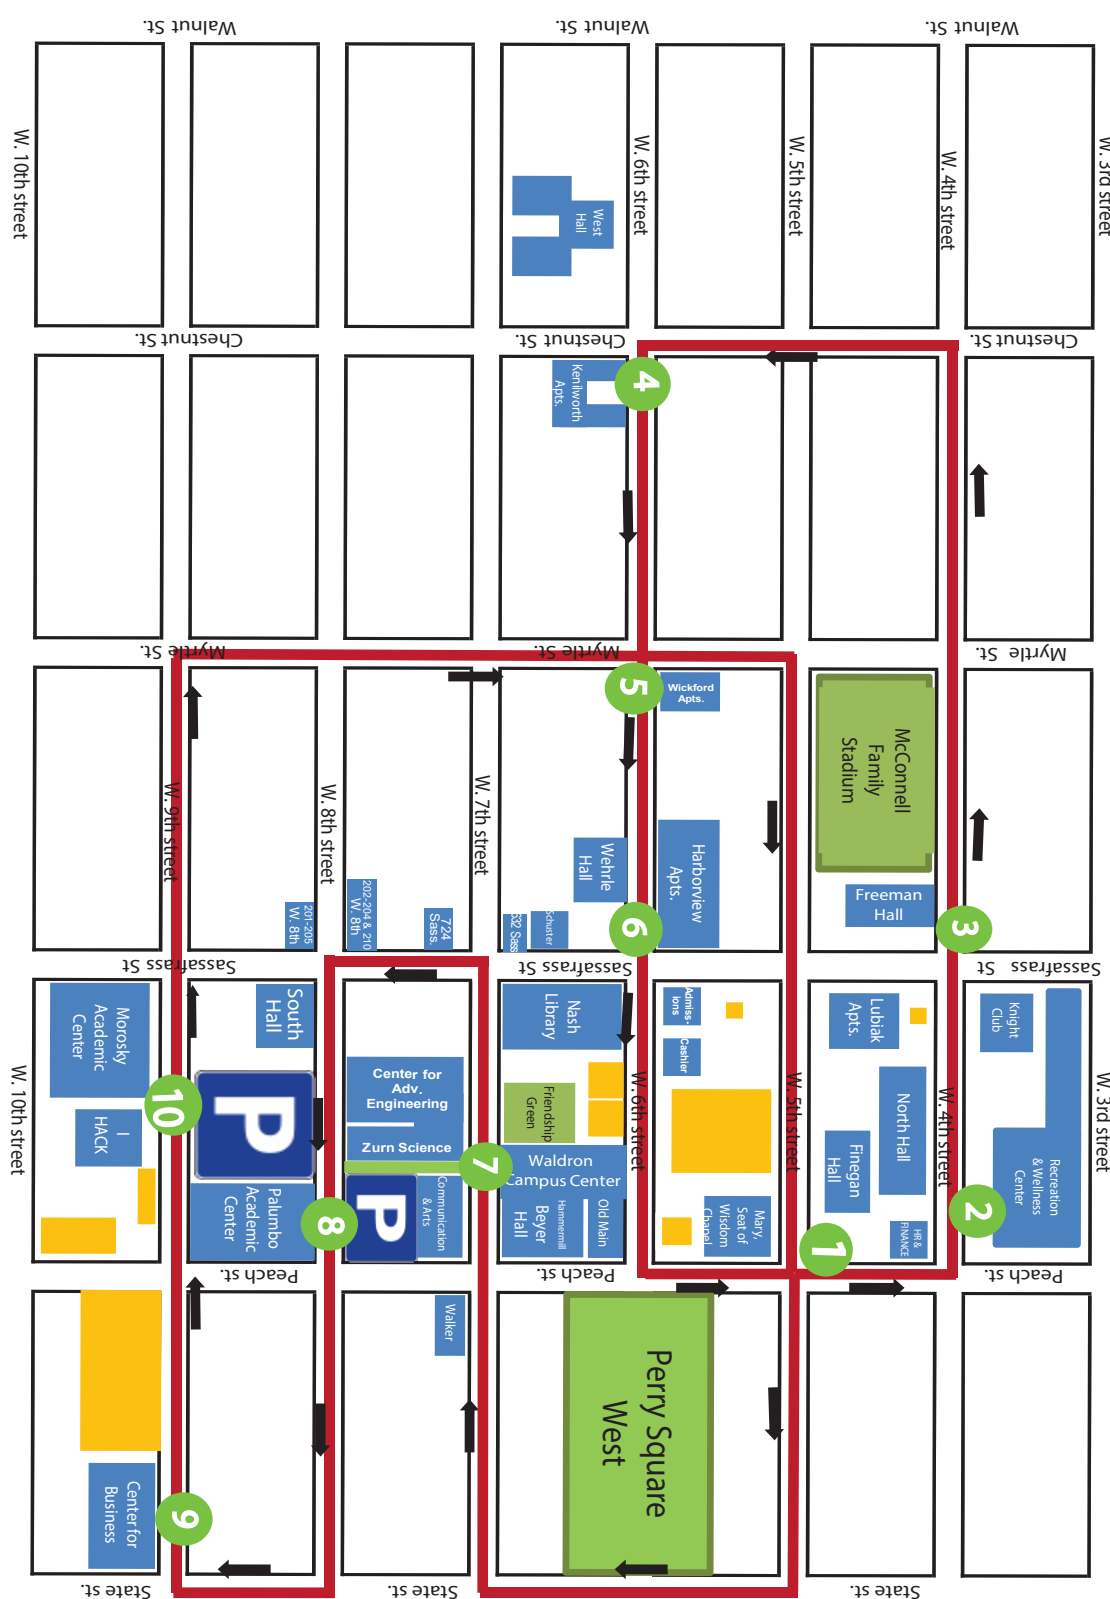 Walnut St.
Walnut St.
Walnut St.
W. 10th street
W. 6th street
W. 5th street
W. 4th street
W. 3rd street
West
Hall
Chestnut St.
Chestnut St.
Chestnut St.
Kenilworth
Apts.
4
Myrtle St.
Myrtle St.
Myrtle St.
5
Wickford
Apts.
McConnell
Family
Stadium
W. 9th street
W. 8th street
W. 7th street
Wehrle
Hall
Harborview
Apts.
Freeman
Hall
201-205
W. 8th
202-204 & 210
W. 8th
724
Sass.
632 Sass
Schuster
6
3
Sassafrass St
Sassafrass St
Sassafrass
St
Morosky
Academic
Center
South
Hall
Nash
Library
Admiss-
ions
Cashier
Lubiak
Apts.
Knight
Club
Center for
Adv.
Engineering
Friendship
Green
W. 10th street
W. 6th street
W. 5th street
W. 4th street
W. 3rd street
10
P
I
HACK
Zurn Science
7
Waldron
Campus Center
North Hall
Finegan
Hall
Recreation
& Wellness
Center
Palumbo
Academic
Center
8
P
Communication
& Arts
Beyer
Hall
Hammermill
Old Main
Mary,
Seat of
Wisdom
Chapel
1
HR &
FINANCE
2
Peach st.
Peach st.
Peach st.
Walker
Perry Square
West
Center for
Business
9
State st.
State st.
State st.